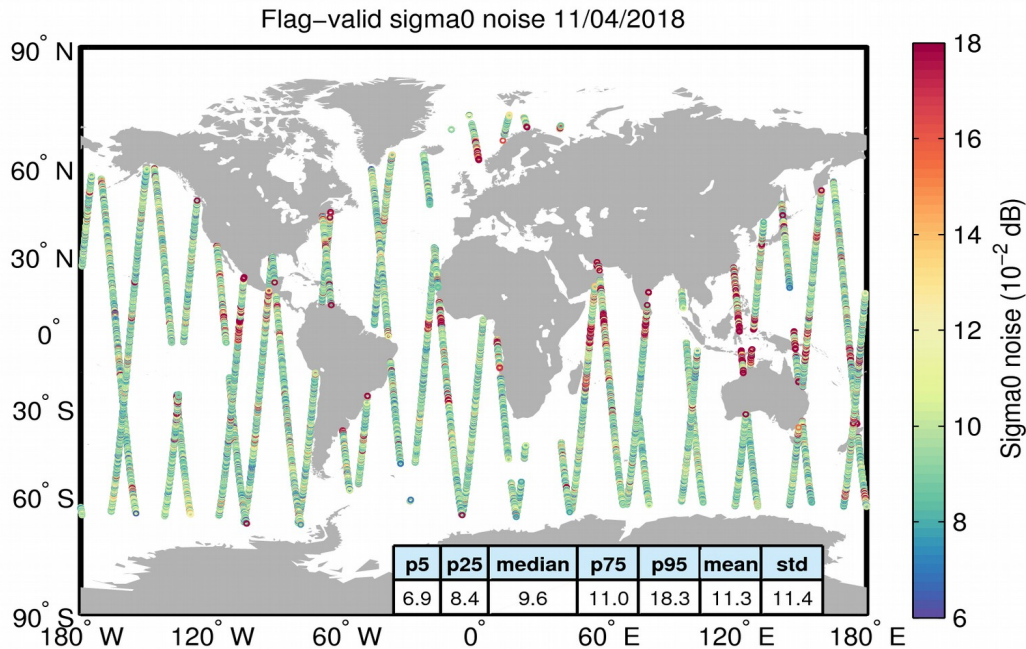 Flag-valid sigma0 noise 11/04/2018
90° N
60° N
30° N
0°
30° S
60° S
90° S
180° W
120° W
60° W
0°
60° E
120° E
180° E
p5 p25 median p75 p95 mean std
6.9 8.4 9.6 11.0 18.3 11.3 11.4
18
16
14
12
10
8
6
Sigma0 noise (10⁻² dB)